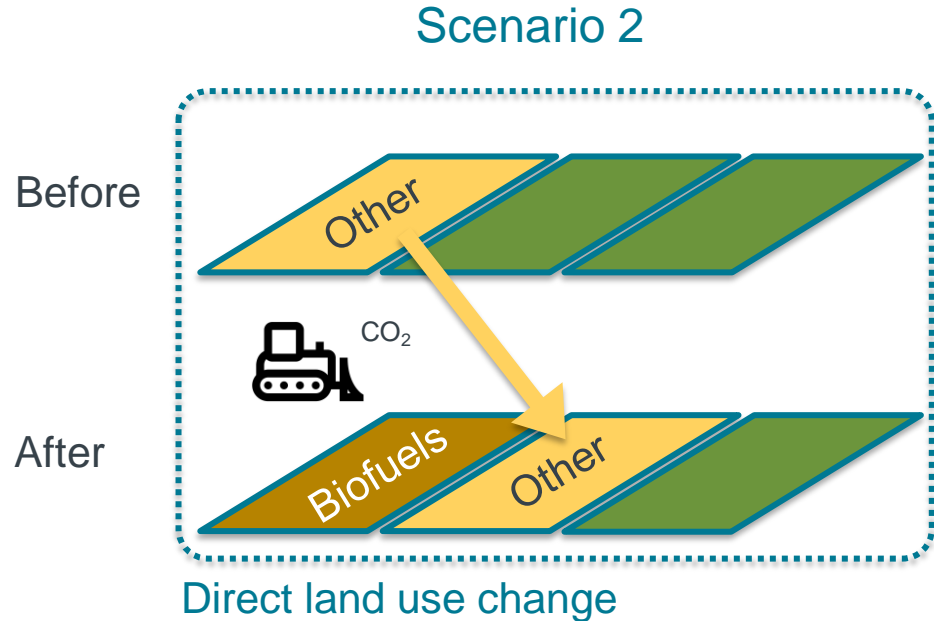 Scenario 2
Before
Other
CO₂
After
Biofuels
Other
Direct land use change